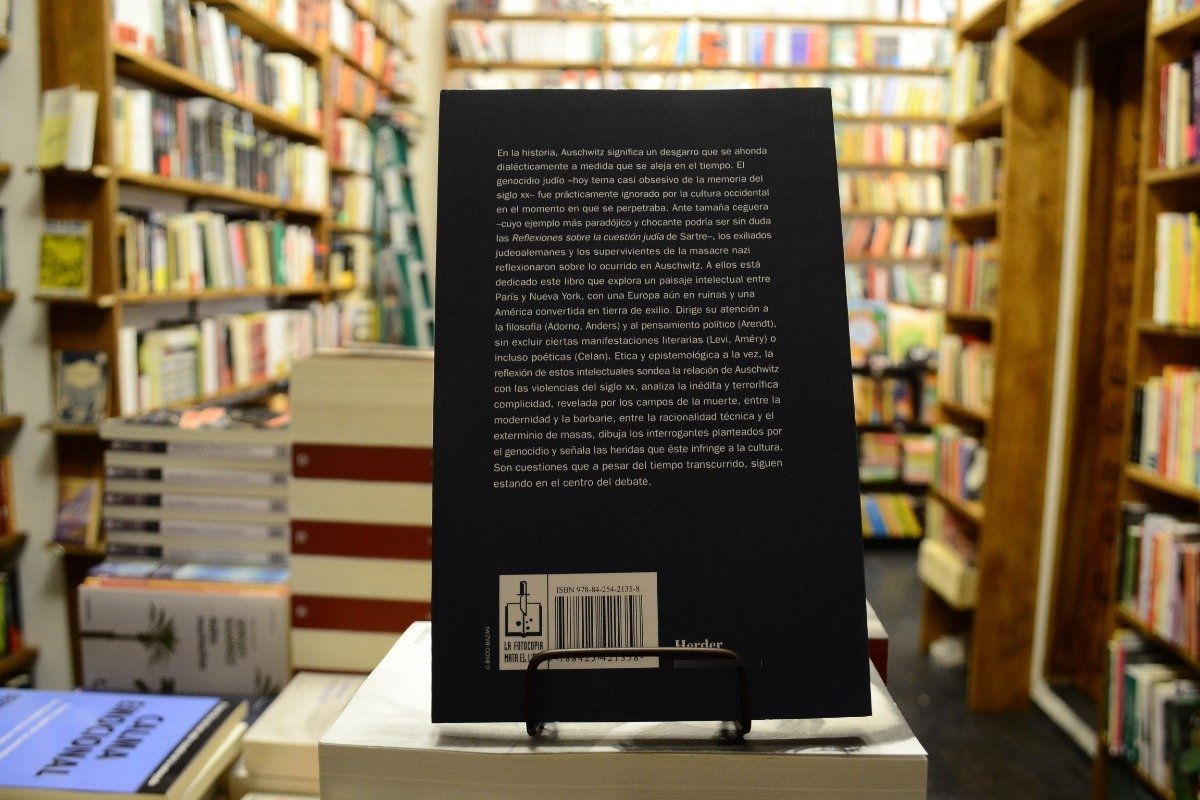 En la historia, Auschwitz significa un desgarro que se ahonda
dialécticamente a medida que se aleja en el tiempo. El
genocidio judío –hoy tema casi obsesivo de la memoria del
siglo XX– fue prácticamente ignorado por la cultura occidental
en el momento en que se perpetraba. Ante tamaña ceguera
–cuyo ejemplo más paradójico y chocante podría ser sin duda
las Reflexiones sobre la cuestión judía de Sartre–, los exiliados
judeoalemanes y los supervivientes de la masacre nazi
reflexionaron sobre lo ocurrido en Auschwitz. A ellos está
dedicado este libro que explora un paisaje intelectual entre
París y Nueva York, con una Europa aún en ruinas y una
América convertida en tierra de exilio. Dirige su atención a
la filosofía (Adorno, Anders) y al pensamiento político (Arendt),
sin excluir ciertas manifestaciones literarias (Levi, Améry) o
incluso poéticas (Celan). Etica y epistemológica a la vez, la
reflexión de estos intelectuales sondea la relación de Auschwitz
con las violencias del siglo XX, analiza la inédita y terrorífica
complicidad, revelada por los campos de la muerte, entre la
modernidad y la barbarie, entre la racionalidad técnica y el
exterminio de masas, dibuja los interrogantes planteados por
el genocidio y señala las heridas que éste infringe a la cultura.
Son cuestiones que a pesar del tiempo transcurrido, siguen
estando en el centro del debate.
ISBN 978-84-254-2135-8
LA FOTOCOPIA
MATA EL
Herder
CALIMA